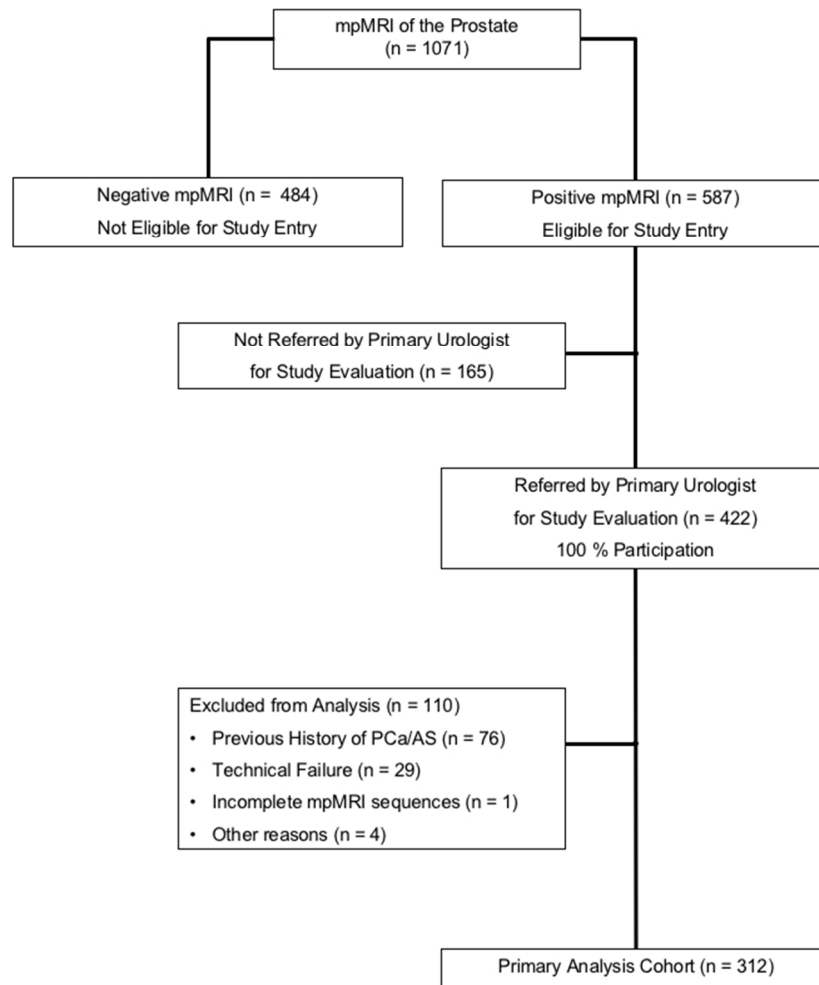 mpMRI of the Prostate
(n = 1071)
Negative mpMRI (n = 484)
Not Eligible for Study Entry
Positive mpMRI (n = 587)
Eligible for Study Entry
Not Referred by Primary Urologist
for Study Evaluation (n = 165)
Referred by Primary Urologist
for Study Evaluation (n = 422)
100 % Participation
Excluded from Analysis (n = 110)
• Previous History of PCa/AS (n = 76)
• Technical Failure (n = 29)
• Incomplete mpMRI sequences (n = 1)
• Other reasons (n = 4)
Primary Analysis Cohort (n = 312)